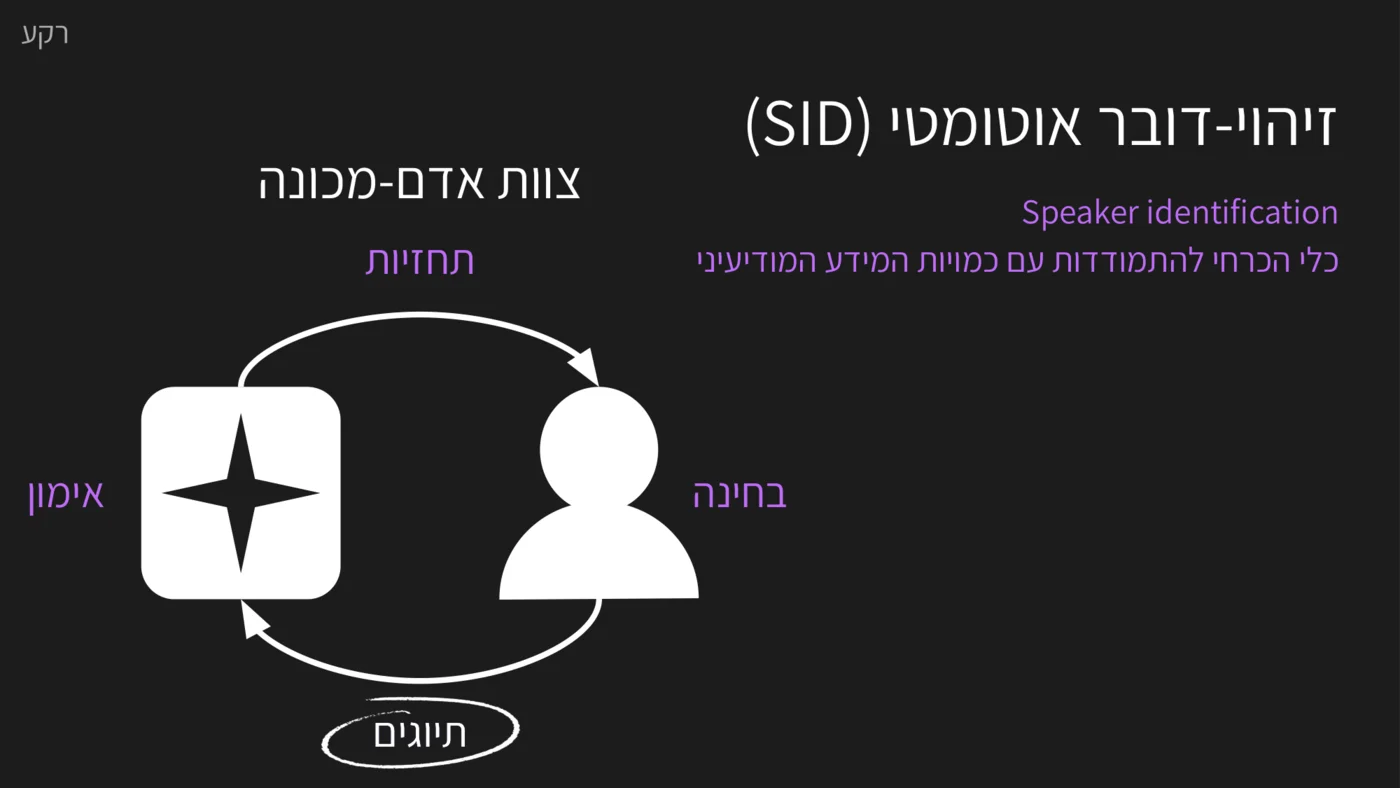 רקע
זיהוי-דובר אוטומטי (SID)
Speaker identification
כלי הכרחי להתמודדות עם כמויות המידע המודיעיני
צוות אדם-מכונה
תחזיות
בחינה
אימון
תיוגים